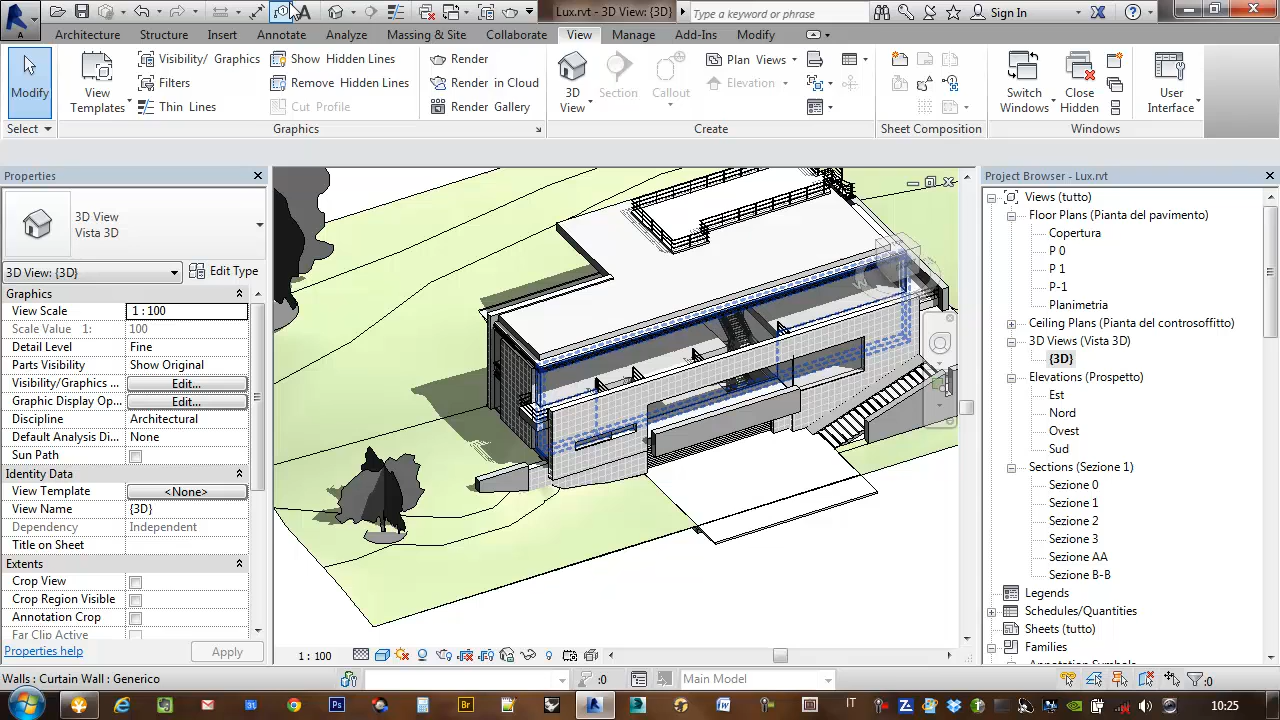 Lux.rvt - 3D View: {3D}
Type a keyword or phrase
Sign In
A
Architecture Structure Insert Annotate Analyze Massing & Site Collaborate View Manage Add-Ins Modify
Modify
View
Templates
Visibility/ Graphics
Filters
Thin Lines
Show Hidden Lines
Remove Hidden Lines
Cut Profile
Render
Render in Cloud
Render Gallery
3D
View
Section
Callout
Plan Views
Elevation
Switch
Windows
Close
Hidden
User
Interface
Select Graphics Create Sheet Composition Windows
Properties
3D View
Vista 3D
3D View: {3D}
Edit Type
Graphics
View Scale 1 : 100
Scale Value 1: 100
Detail Level Fine
Parts Visibility Show Original
Visibility/Graphics ... Edit...
Graphic Display Op... Edit...
Discipline Architectural
Default Analysis Di... None
Sun Path
Identity Data
View Template <None>
View Name {3D}
Dependency Independent
Title on Sheet
Extents
Crop View
Crop Region Visible
Annotation Crop
Far Clip Active
Properties help
Apply
1 : 100
Project Browser - Lux.rvt
Views (tutto)
Floor Plans (Pianta del pavimento)
Copertura
P 0
P 1
P-1
Planimetria
Ceiling Plans (Pianta del controsoffitto)
3D Views (Vista 3D)
{3D}
Elevations (Prospetto)
Est
Nord
Ovest
Sud
Sections (Sezione 1)
Sezione 0
Sezione 1
Sezione 2
Sezione 3
Sezione AA
Sezione B-B
Legends
Schedules/Quantities
Sheets (tutto)
Families
Annotation Symbols
Walls : Curtain Wall : Generico
:0
Main Model
:0
IT
10:25